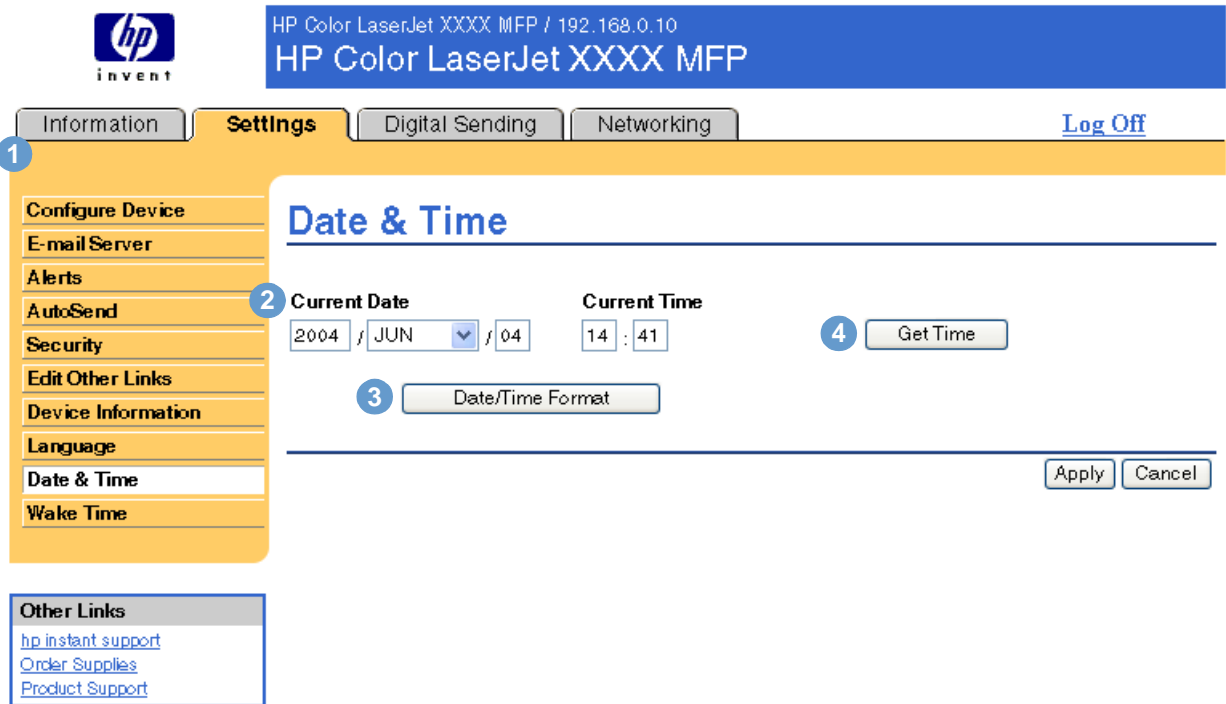 hp
invent
HP Color LaserJet XXXX MFP / 192.168.0.10
HP Color LaserJet XXXX MFP
Information
Settings
Digital Sending
Networking
Log Off
1
Configure Device
E-mail Server
Alerts
AutoSend
Security
Edit Other Links
Device Information
Language
Date & Time
Wake Time
Date & Time
2 Current Date
Current Time
2004 / JUN / 04
14 : 41
4 Get Time
3 Date/Time Format
Apply Cancel
Other Links
hp instant support
Order Supplies
Product Support